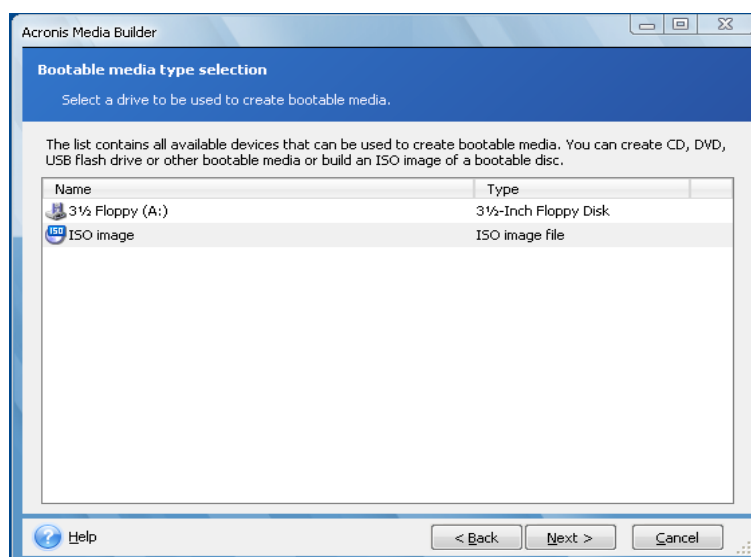 Acronis Media Builder
Bootable media type selection
Select a drive to be used to create bootable media.
The list contains all available devices that can be used to create bootable media. You can create CD, DVD,
USB flash drive or other bootable media or build an ISO image of a bootable disc.
Name Type
3½ Floppy (A:) 3½-Inch Floppy Disk
ISO ISO image ISO image file
? Help < Back Next > Cancel